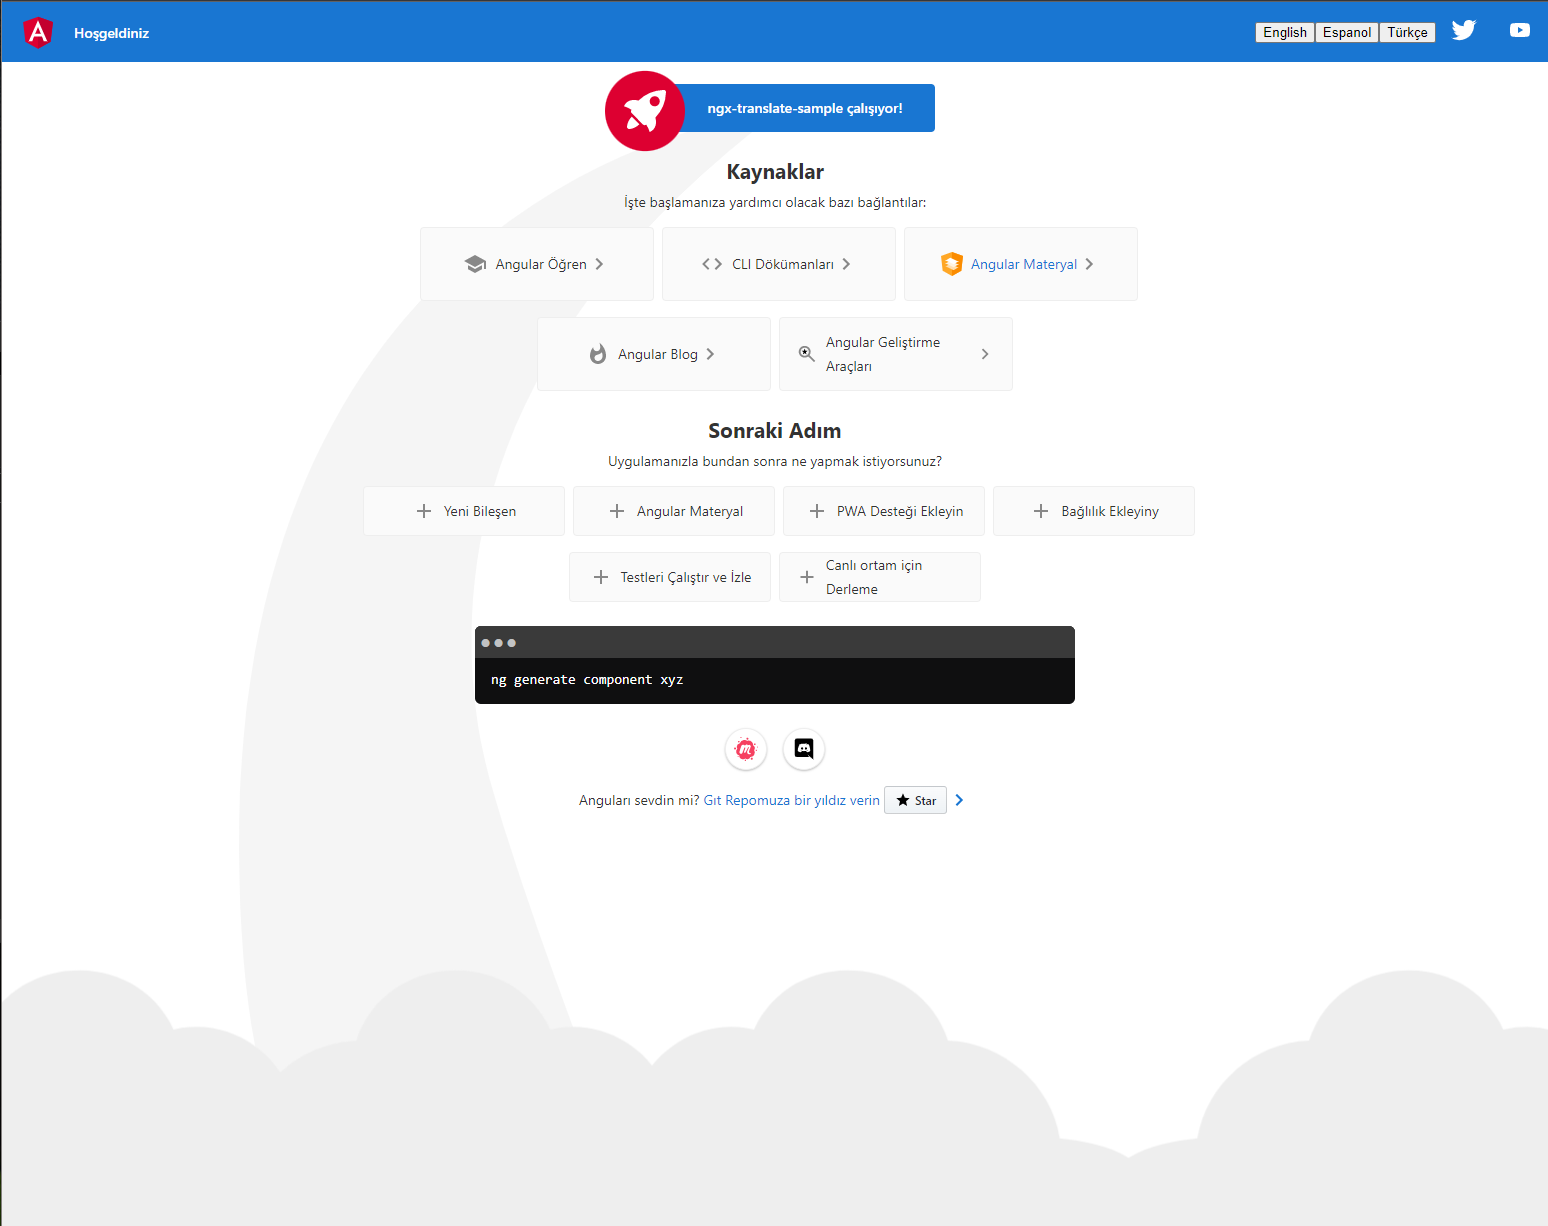 Hoşgeldiniz
English Espanol Türkçe
ngx-translate-sample çalışıyor!
Kaynaklar
İşte başlamanıza yardımcı olacak bazı bağlantılar:
Angular Öğren
CLI Dökümanları
Angular Materyal
Angular Blog
Angular Geliştirme
Araçları
Sonraki Adım
Uygulamanızla bundan sonra ne yapmak istiyorsunuz?
Yeni Bileşen
Angular Materyal
PWA Desteği Ekleyin
Bağlılık Ekleyiny
Testleri Çalıştır ve İzle
Canlı ortam için
Derleme
ng generate component xyz
Anguları sevdin mi? Gıt Repomuza bir yıldız verin Star